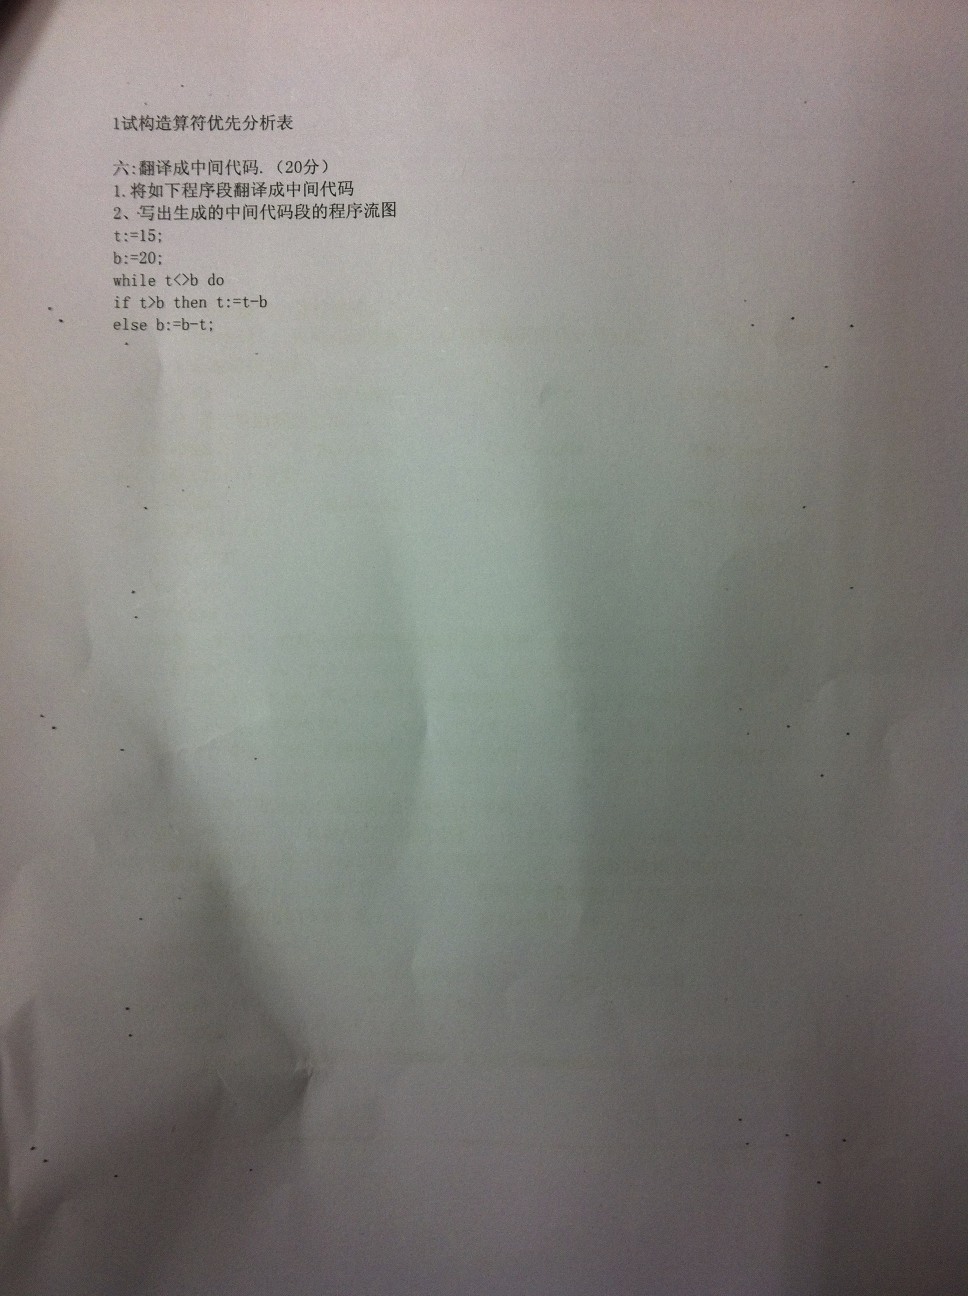 1试构造算符优先分析表
六:翻译成中间代码.（20分）
1.将如下程序段翻译成中间代码
2、写出生成的中间代码段的程序流图
t:=15;
b:=20;
while t<>b do
if t>b then t:=t-b
else b:=b-t;